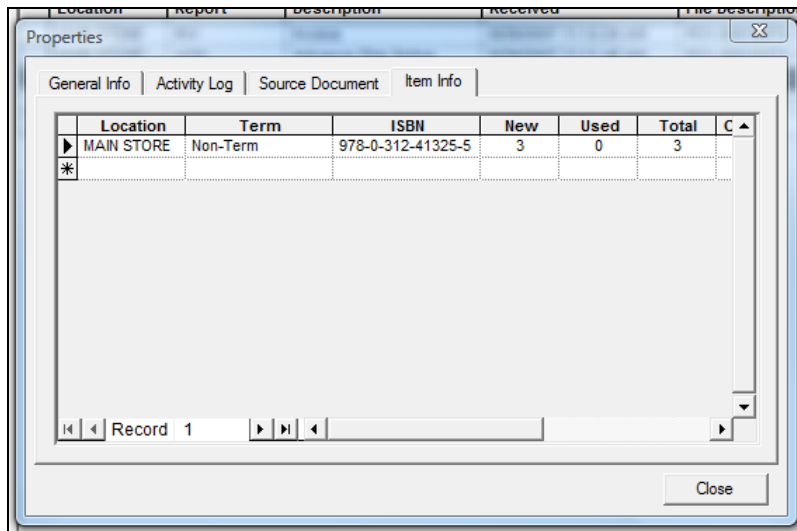 Location Report Description Received File Descriptio
Properties
General Info Activity Log Source Document Item Info
Location Term ISBN New Used Total C
MAIN STORE Non-Term 978-0-312-41325-5 3 0 3
Record 1
Close